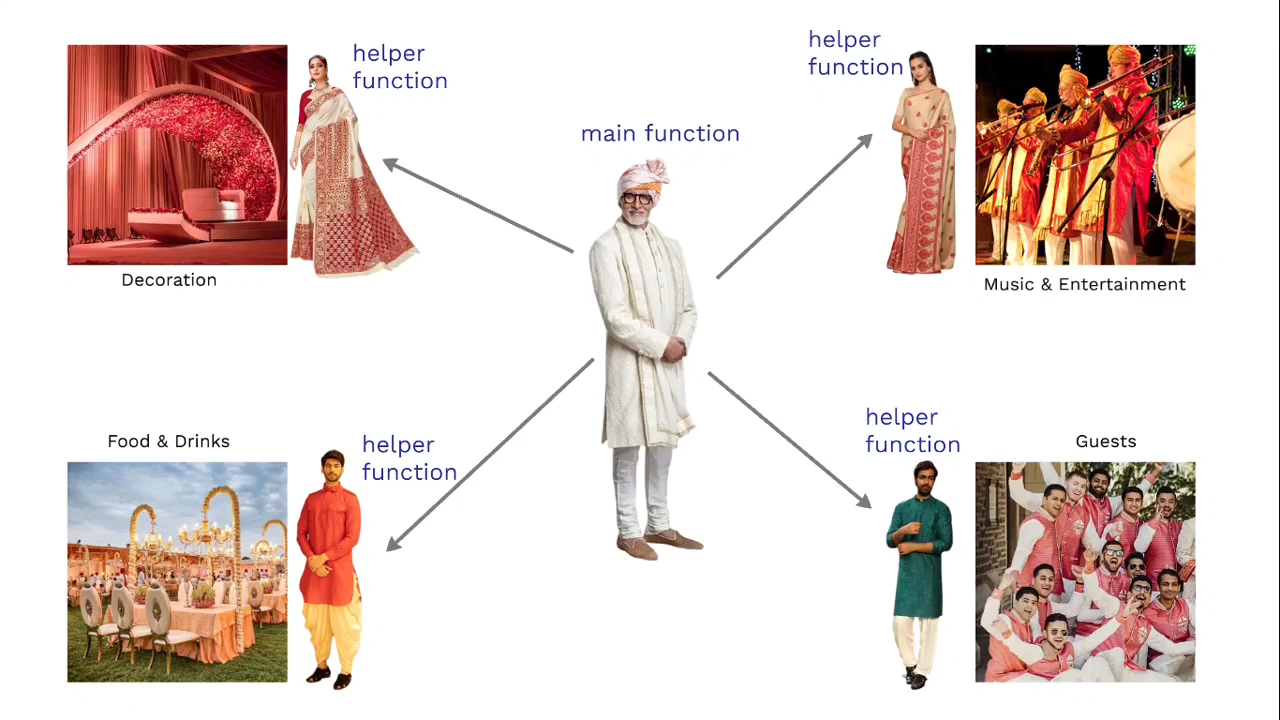 helper
function
Decoration
main function
helper
function
Music & Entertainment
Food & Drinks
helper
function
helper
function
Guests